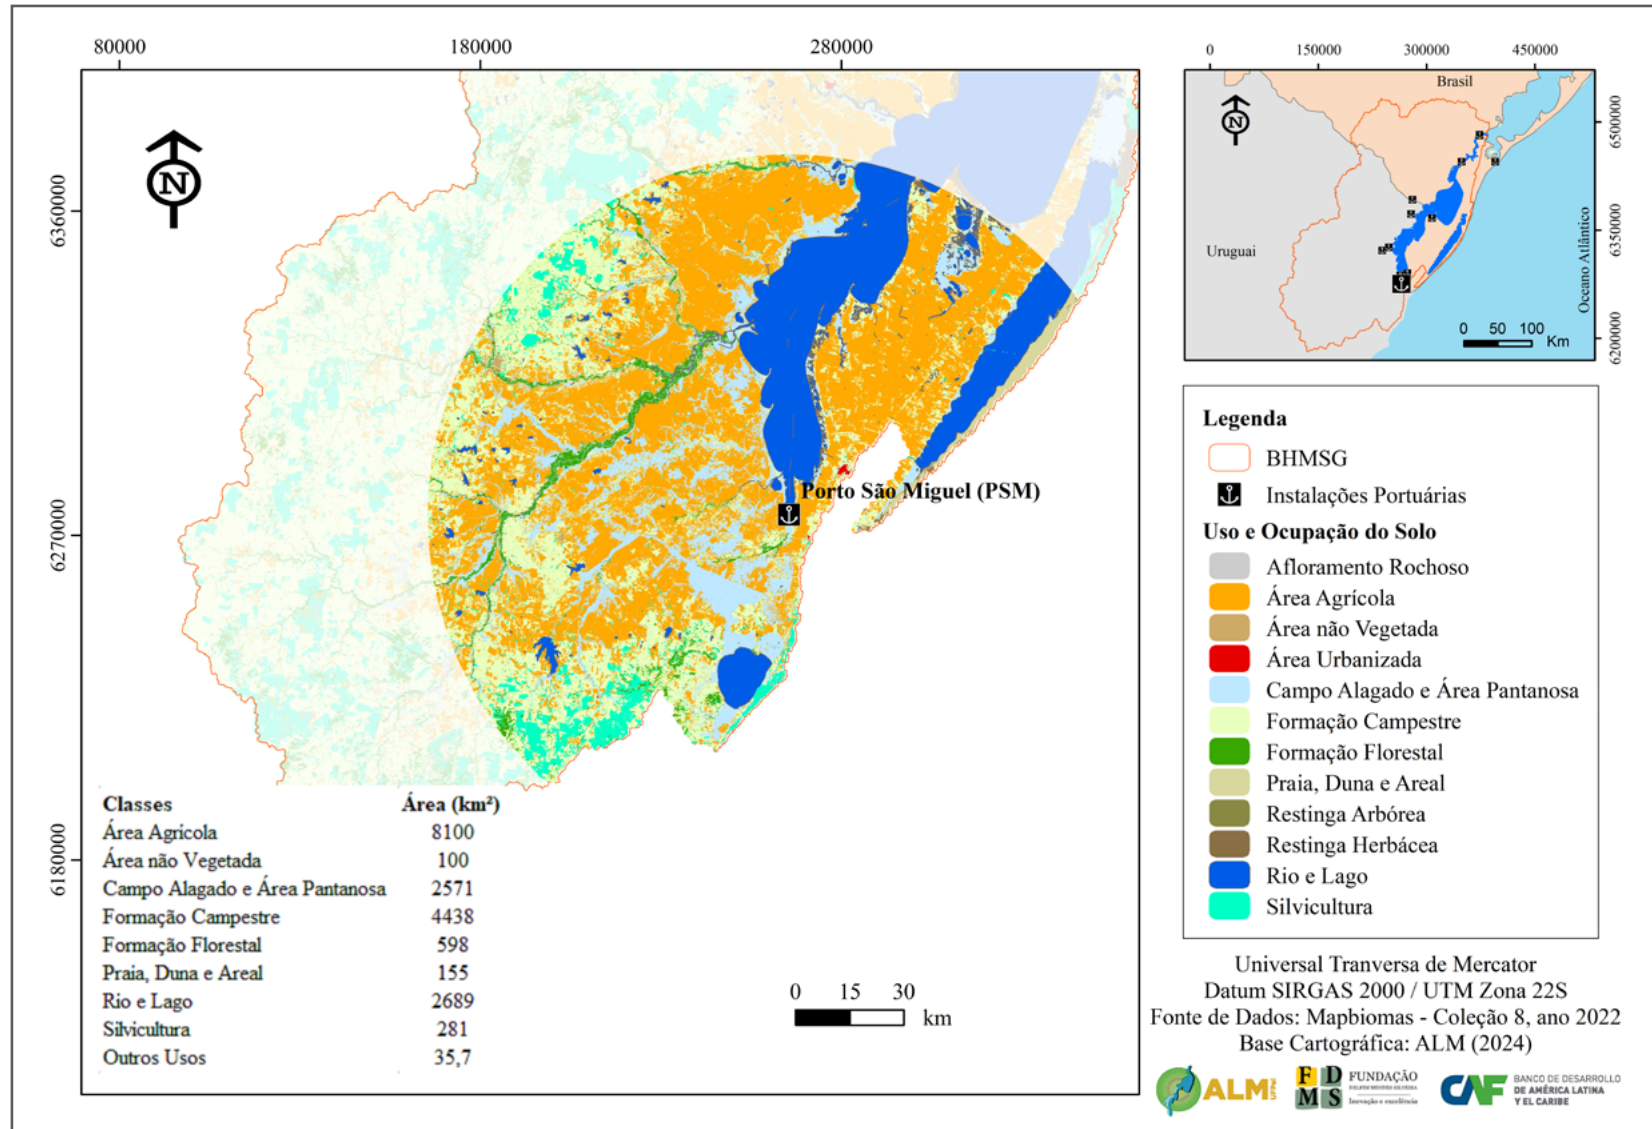 80000
180000
280000
6360000
6270000
6180000
N
Porto São Miguel (PSM)
Classes Área (km²)
Área Agricola 8100
Área não Vegetada 100
Campo Alagado e Área Pantanosa 2571
Formação Campestre 4438
Formação Florestal 598
Praia, Duna e Areal 155
Rio e Lago 2689
Silvicultura 281
Outros Usos 35,7
0 15 30
km
0 150000 300000 450000
6500000
6350000
6200000
N
Brasil
Uruguai
Oceano Atlântico
0 50 100
Km
Legenda
BHMSG
Instalações Portuárias
Uso e Ocupação do Solo
Afloramento Rochoso
Área Agrícola
Área não Vegetada
Área Urbanizada
Campo Alagado e Área Pantanosa
Formação Campestre
Formação Florestal
Praia, Duna e Areal
Restinga Arbórea
Restinga Herbácea
Rio e Lago
Silvicultura
Universal Tranversa de Mercator
Datum SIRGAS 2000 / UTM Zona 22S
Fonte de Dados: Mapbiomas - Coleção 8, ano 2022
Base Cartográfica: ALM (2024)
ALM
F D
M S
FUNDAÇÃO
Inovação e excelência
CAF
BANCO DE DESARROLLO
DE AMÉRICA LATINA
Y EL CARIBE